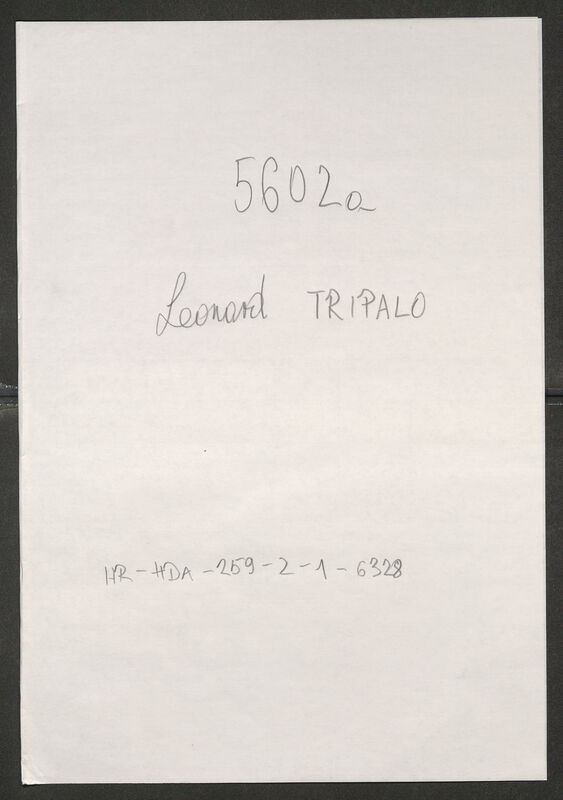 5602a
Leonard TRIPALO
HR-HDA-259-2-1-6328